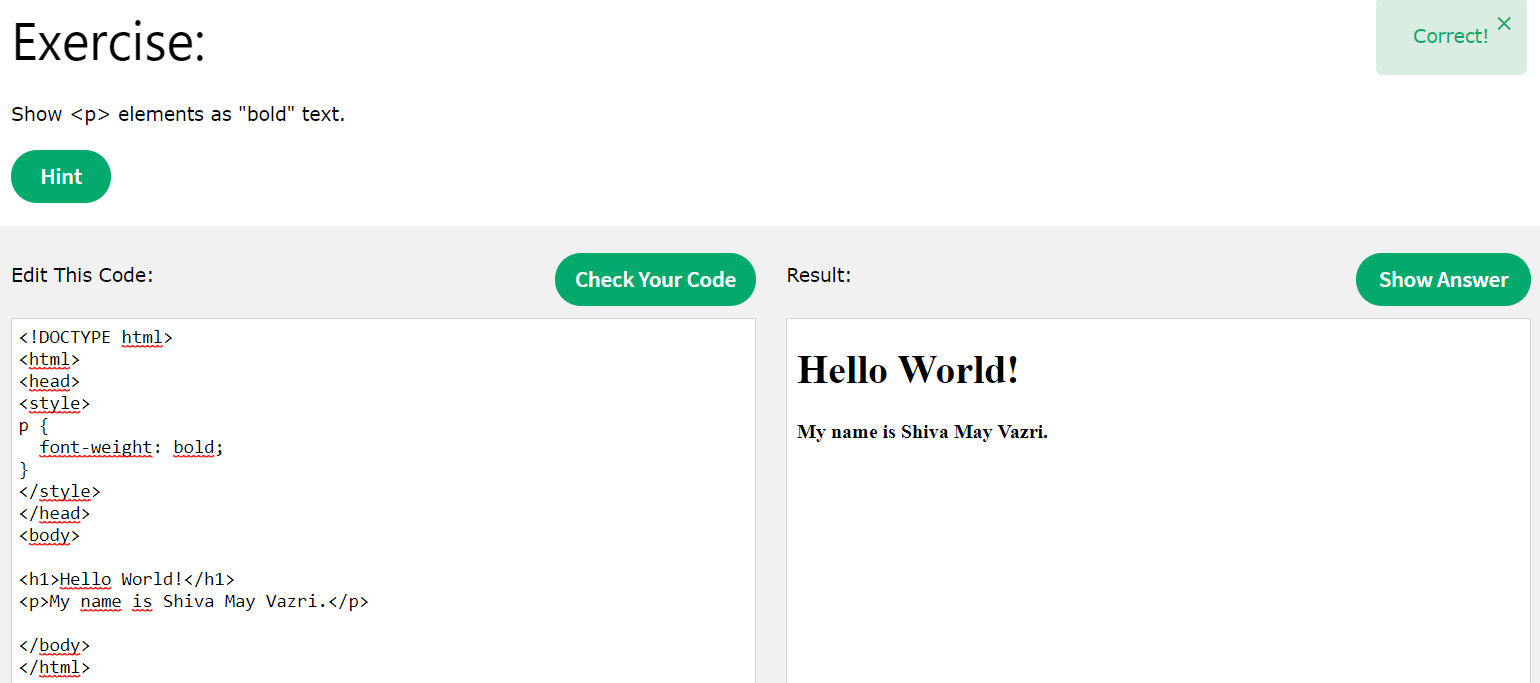 Exercise:
Correct!
×
Show <p> elements as "bold" text.
Hint
Edit This Code:
Check Your Code
<!DOCTYPE html>
<html>
<head>
<style>
p {
  font-weight: bold;
}
</style>
</head>
<body>

<h1>Hello World!</h1>
<p>My name is Shiva May Vazri.</p>

</body>
</html>
Result:
Show Answer
Hello World!
My name is Shiva May Vazri.